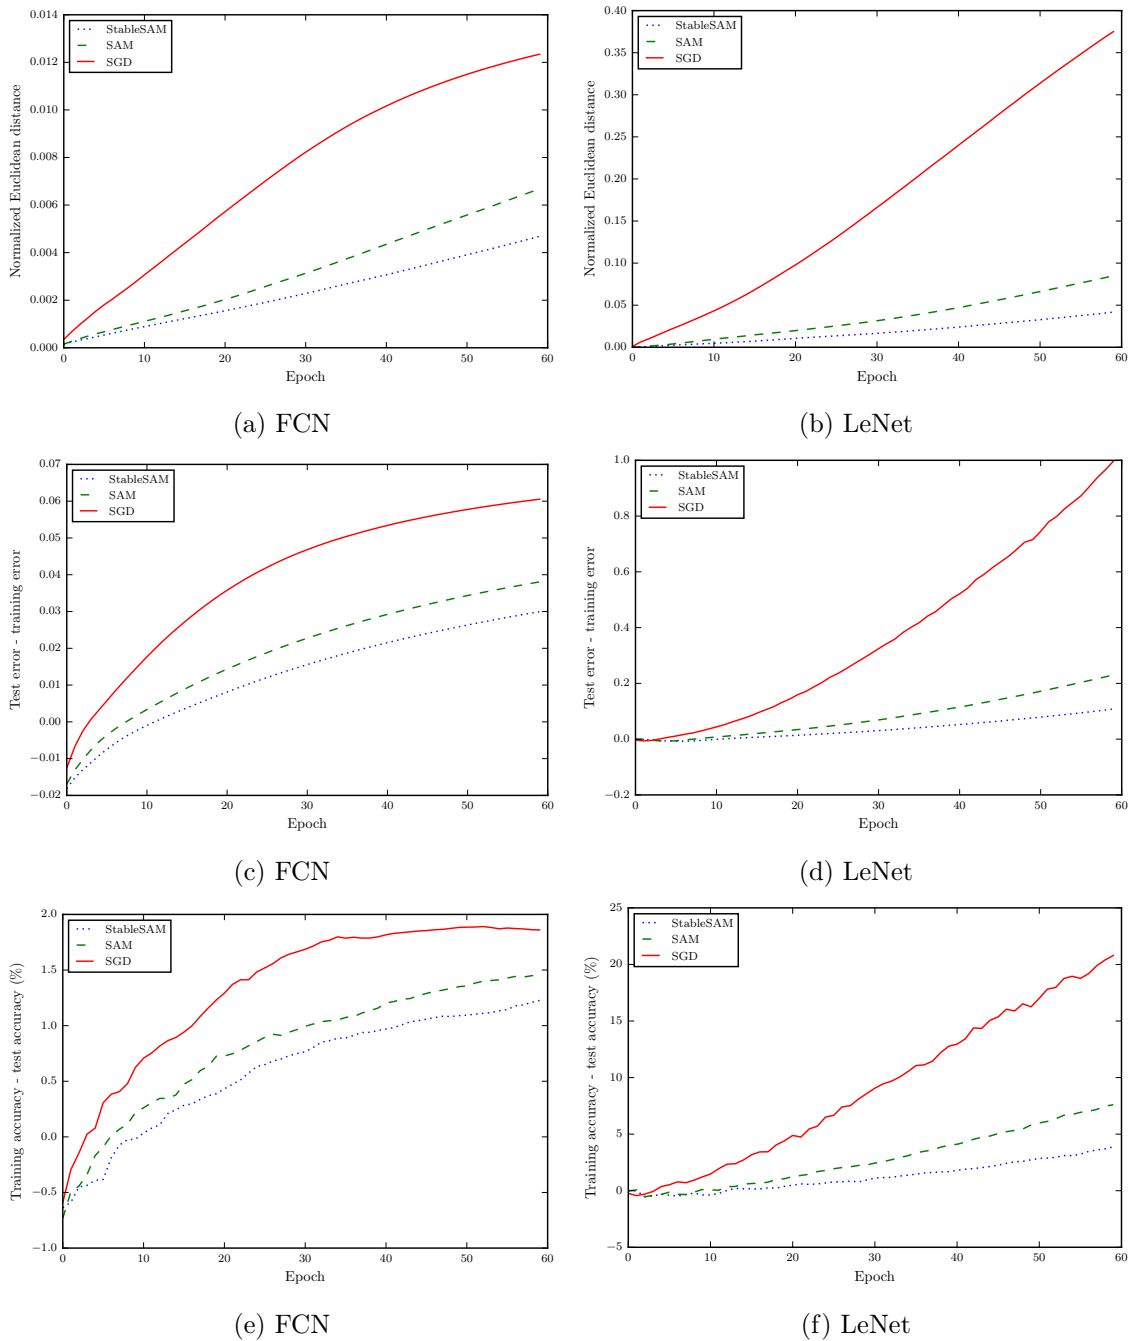 0.014
0.012
0.010
0.008
0.006
0.004
0.002
0.000
Normalized Euclidean distance
StableSAM
SAM
SGD
0 10 20 30 40 50 60
Epoch
(a) FCN
0.40
0.35
0.30
0.25
0.20
0.15
0.10
0.05
0.00
Normalized Euclidean distance
StableSAM
SAM
SGD
0 10 20 30 40 50 60
Epoch
(b) LeNet
0.07
0.06
0.05
0.04
0.03
0.02
0.01
0.00
−0.01
−0.02
Test error - training error
StableSAM
SAM
SGD
0 10 20 30 40 50 60
Epoch
(c) FCN
1.0
0.8
0.6
0.4
0.2
0.0
−0.2
Test error - training error
StableSAM
SAM
SGD
0 10 20 30 40 50 60
Epoch
(d) LeNet
2.0
1.5
1.0
0.5
0.0
−0.5
−1.0
Training accuracy - test accuracy (%)
StableSAM
SAM
SGD
0 10 20 30 40 50 60
Epoch
(e) FCN
25
20
15
10
5
0
−5
Training accuracy - test accuracy (%)
StableSAM
SAM
SGD
0 10 20 30 40 50 60
Epoch
(f) LeNet